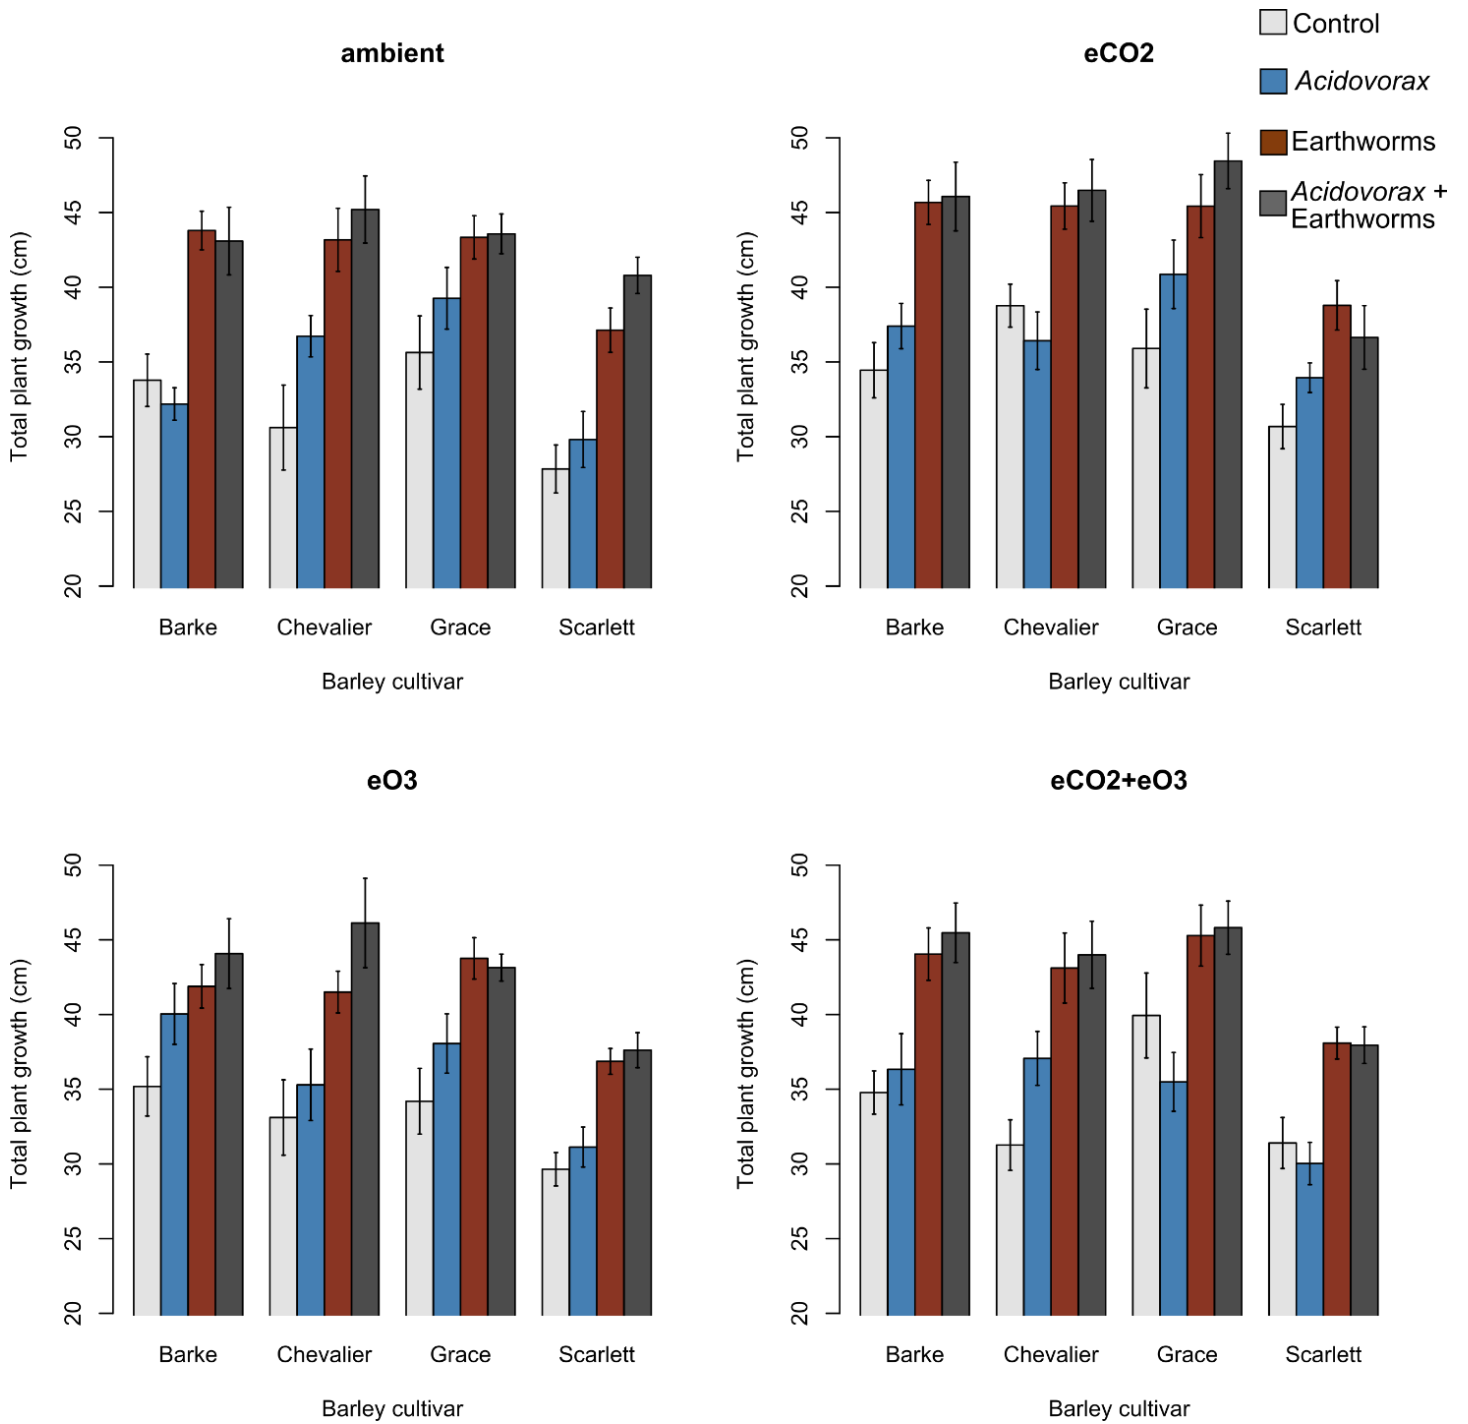 Control
Acidovorax
Earthworms
Acidovorax +
Earthworms
ambient
Total plant growth (cm)
50
45
40
35
30
25
20
Barke Chevalier Grace Scarlett
Barley cultivar
eCO2
Total plant growth (cm)
50
45
40
35
30
25
20
Barke Chevalier Grace Scarlett
Barley cultivar
eO3
Total plant growth (cm)
50
45
40
35
30
25
20
Barke Chevalier Grace Scarlett
Barley cultivar
eCO2+eO3
Total plant growth (cm)
50
45
40
35
30
25
20
Barke Chevalier Grace Scarlett
Barley cultivar